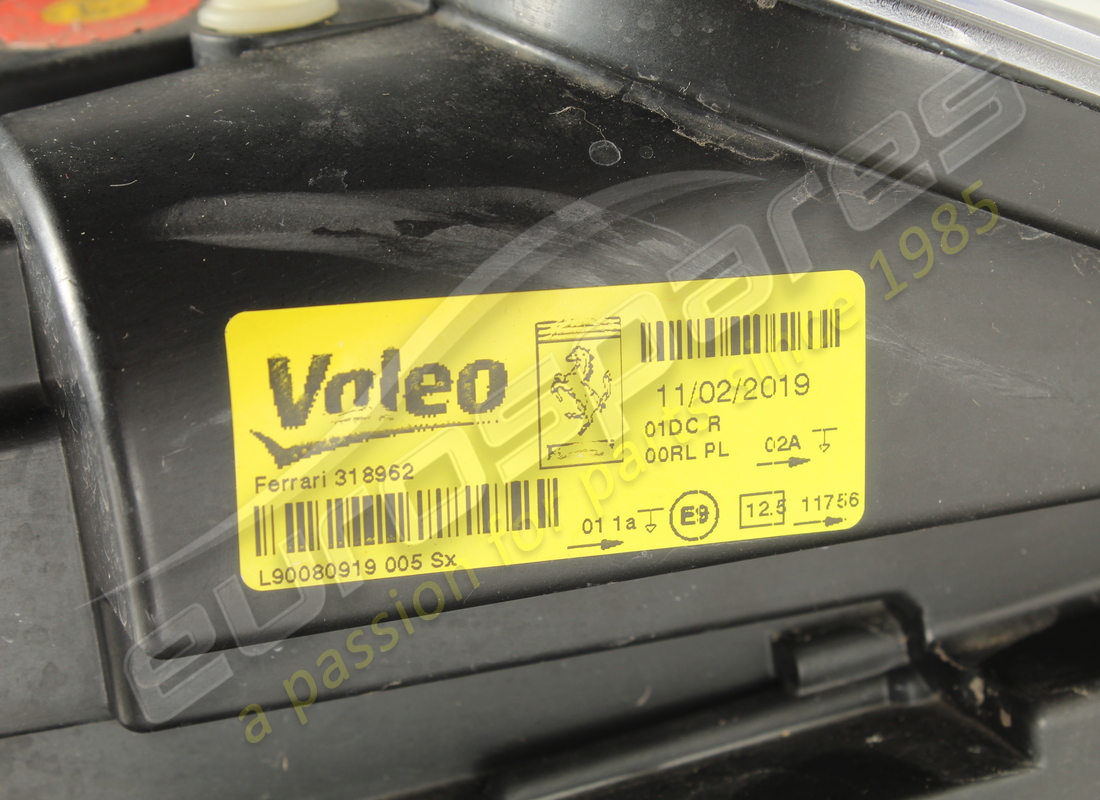 Valeo
Ferrari
11/02/2019
01DC R
00RL PL
02A
Ferrari 318962
01 1a
E9
12.5
11756
L90080919 005 Sx
eurospares
a passion for parts since 1985